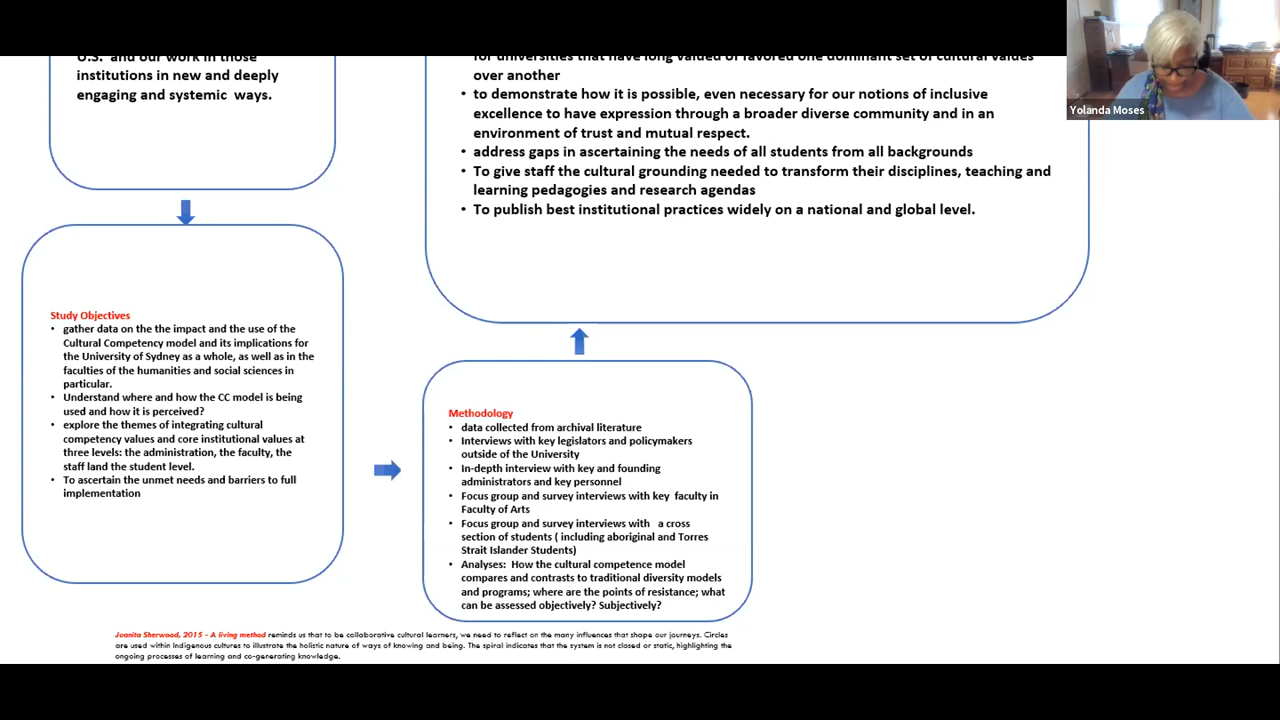 U.S. and our work in those
institutions in new and deeply
engaging and systemic ways.
for universities that have long valued or favored one dominant set of cultural values
over another
• to demonstrate how it is possible, even necessary for our notions of inclusive
excellence to have expression through a broader diverse community and in an
environment of trust and mutual respect.
• address gaps in ascertaining the needs of all students from all backgrounds
• To give staff the cultural grounding needed to transform their disciplines, teaching and
learning pedagogies and research agendas
• To publish best institutional practices widely on a national and global level.
Yolanda Moses
Study Objectives
• gather data on the the impact and the use of the
Cultural Competency model and its implications for
the University of Sydney as a whole, as well as in the
faculties of the humanities and social sciences in
particular.
• Understand where and how the CC model is being
used and how it is perceived?
• explore the themes of integrating cultural
competency values and core institutional values at
three levels: the administration, the faculty, the
staff land the student level.
• To ascertain the unmet needs and barriers to full
implementation
Methodology
• data collected from archival literature
• Interviews with key legislators and policymakers
outside of the University
• In-depth interview with key and founding
administrators and key personnel
• Focus group and survey interviews with key faculty in
Faculty of Arts
• Focus group and survey interviews with a cross
section of students ( including aboriginal and Torres
Strait Islander Students)
• Analyses: How the cultural competence model
compares and contrasts to traditional diversity models
and programs; where are the points of resistance; what
can be assessed objectively? Subjectively?
Juanita Sherwood, 2015 - A living method reminds us that to be collaborative cultural learners, we need to reflect on the many influences that shape our journeys. Circles
are used within Indigenous cultures to illustrate the holistic nature of ways of knowing and being. The spiral indicates that the system is not closed or static, highlighting the
ongoing processes of learning and co-generating knowledge.